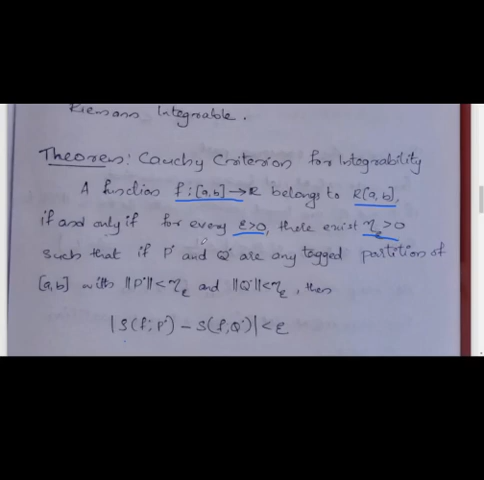 Riemann Integrable.
Theorem: Cauchy Criterion for Integrability
A function f:[a,b]→R belongs to R[a,b],
if and only if for every ε>0, there exist η_ε>0
such that if P˙ and Q˙ are any tagged partition of
[a,b] with ||P˙||<η_ε and ||Q˙||<η_ε, then
|S(f;P˙) – S(f,Q˙)|<ε